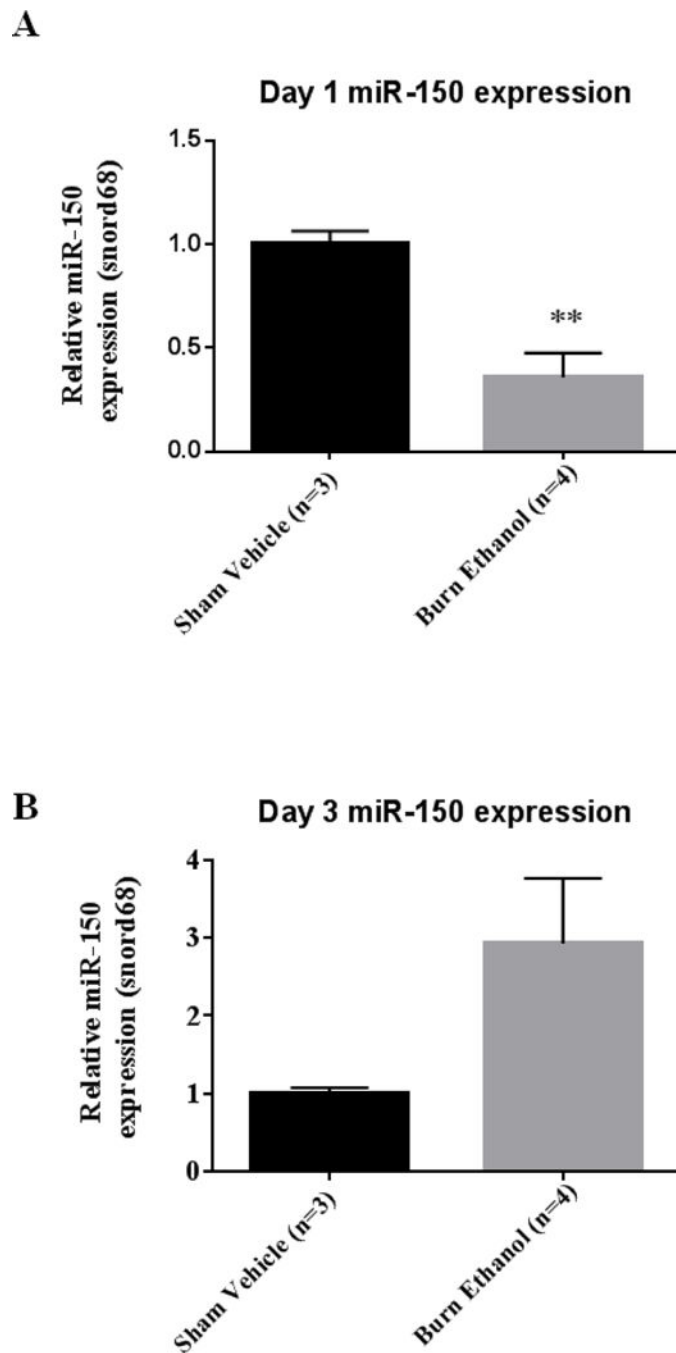 A
Day 1 miR-150 expression
Relative miR-150
expression (snord68)
1.5
1.0
0.5
0.0
**
Sham Vehicle (n=3)
Burn Ethanol (n=4)
B
Day 3 miR-150 expression
Relative miR-150
expression (snord68)
4
3
2
1
0
Sham Vehicle (n=3)
Burn Ethanol (n=4)